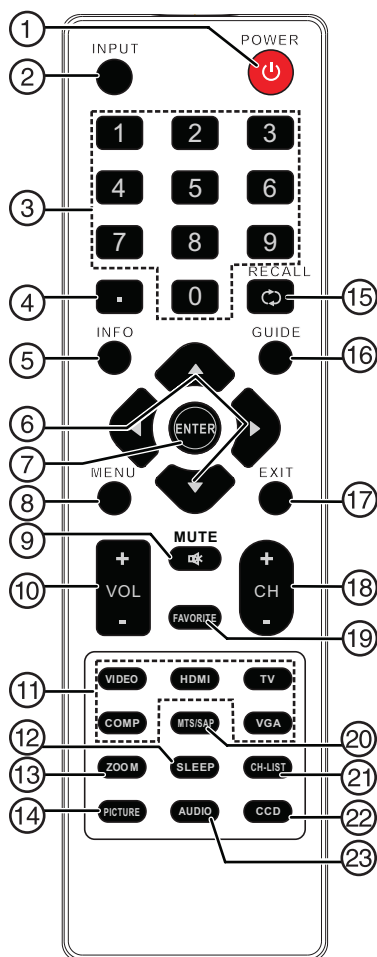 1
INPUT
POWER
2
1 2 3
4 5 6
3
7 8 9
RECALL
4
. 0
15
INFO
GUIDE
5
16
6
7
ENTER
MENU
EXIT
8
17
9
MUTE
+
+
10
VOL
CH
18
-
-
FAVORITE
19
11
VIDEO HDMI TV
COMP MTS/SAP VGA
12
20
ZOOM SLEEP CH-LIST
13
21
PICTURE AUDIO CCD
14
22
23